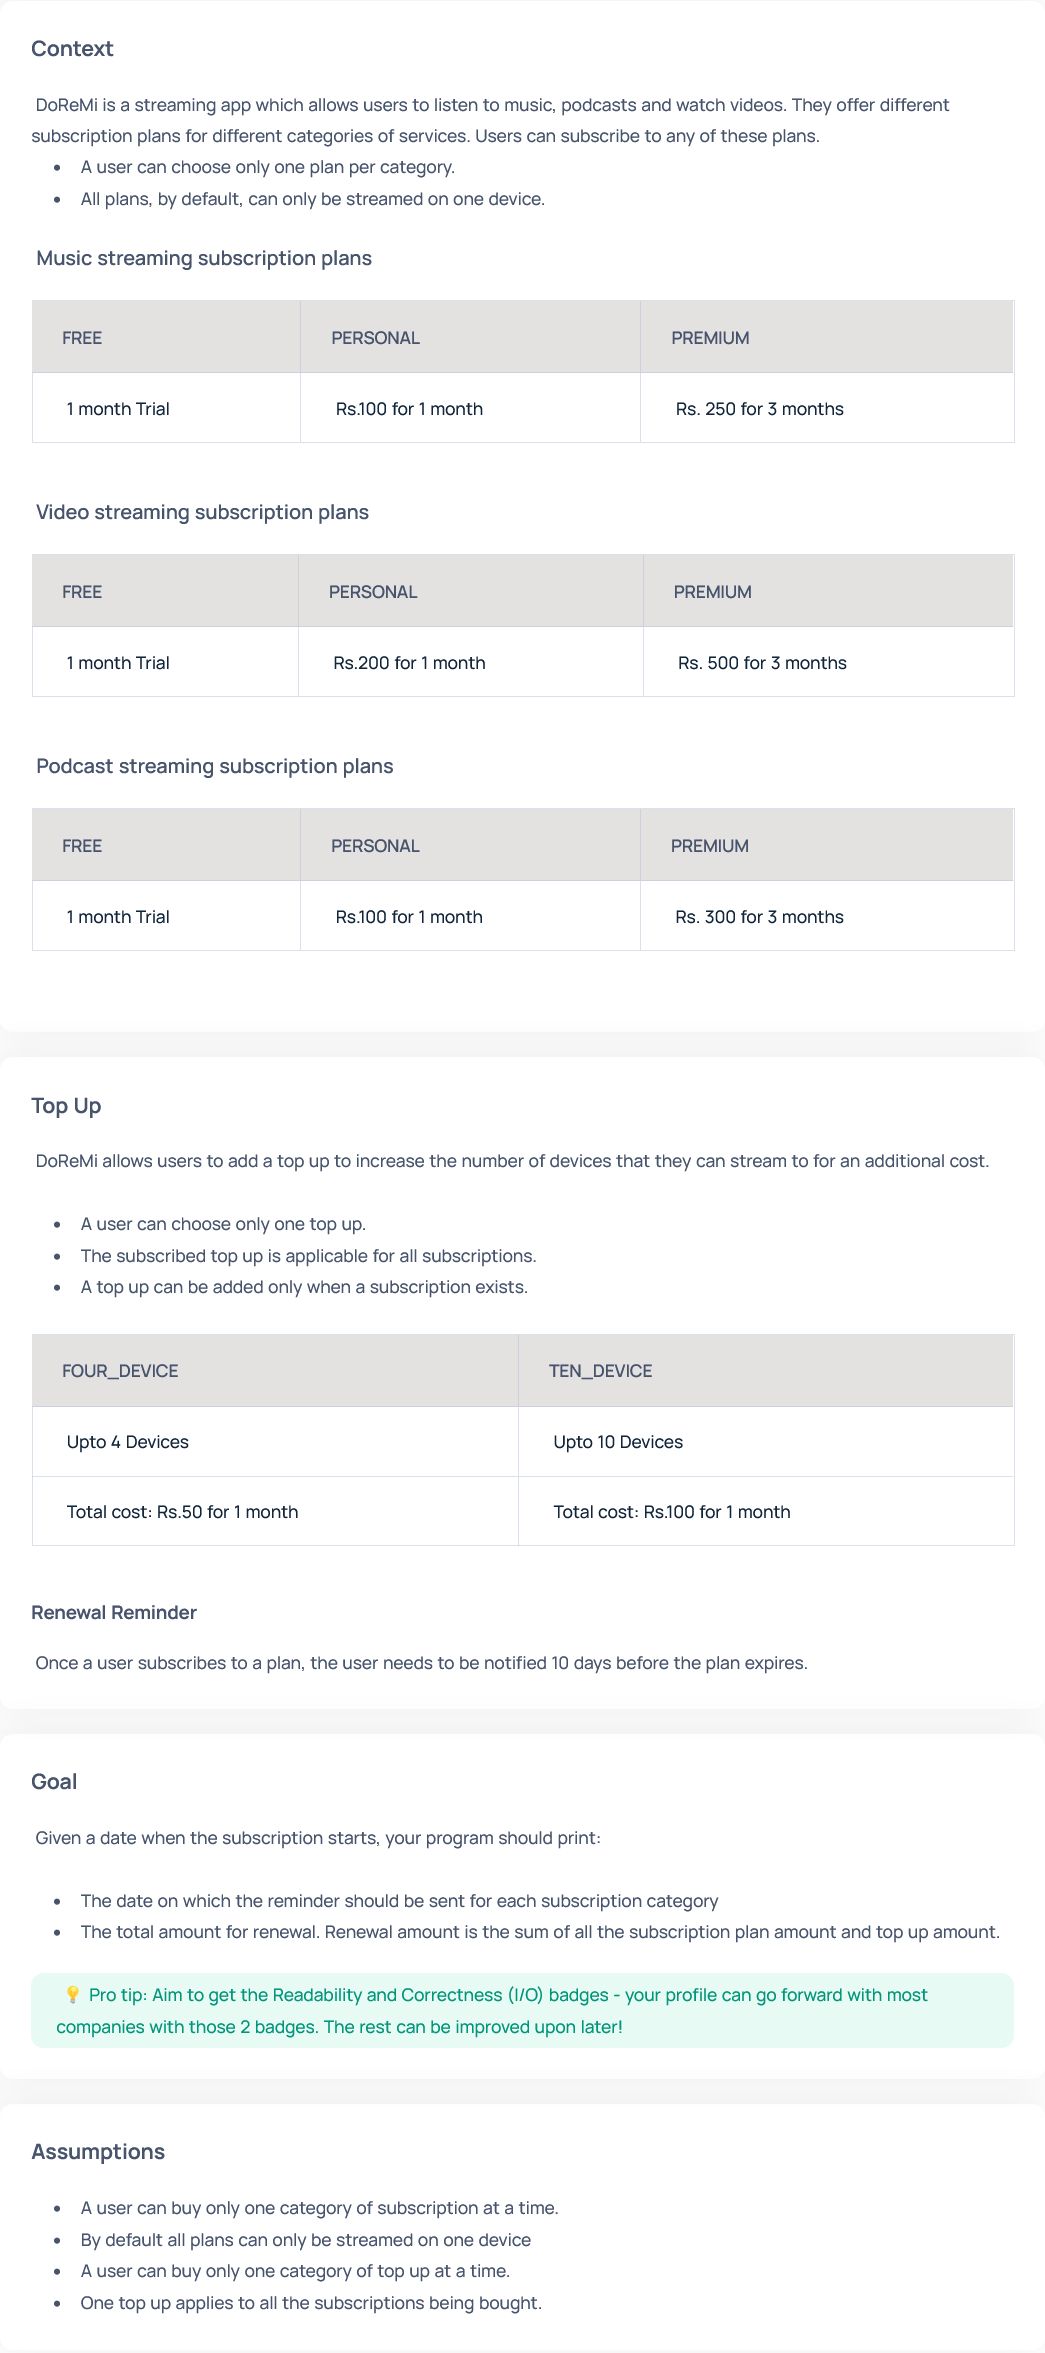 Context
DoReMi is a streaming app which allows users to listen to music, podcasts and watch videos. They offer different
subscription plans for different categories of services. Users can subscribe to any of these plans.
• A user can choose only one plan per category.
• All plans, by default, can only be streamed on one device.
Music streaming subscription plans
FREE PERSONAL PREMIUM
1 month Trial Rs.100 for 1 month Rs. 250 for 3 months
Video streaming subscription plans
FREE PERSONAL PREMIUM
1 month Trial Rs.200 for 1 month Rs. 500 for 3 months
Podcast streaming subscription plans
FREE PERSONAL PREMIUM
1 month Trial Rs.100 for 1 month Rs. 300 for 3 months
Top Up
DoReMi allows users to add a top up to increase the number of devices that they can stream to for an additional cost.
• A user can choose only one top up.
• The subscribed top up is applicable for all subscriptions.
• A top up can be added only when a subscription exists.
FOUR_DEVICE TEN_DEVICE
Upto 4 Devices Upto 10 Devices
Total cost: Rs.50 for 1 month Total cost: Rs.100 for 1 month
Renewal Reminder
Once a user subscribes to a plan, the user needs to be notified 10 days before the plan expires.
Goal
Given a date when the subscription starts, your program should print:
• The date on which the reminder should be sent for each subscription category
• The total amount for renewal. Renewal amount is the sum of all the subscription plan amount and top up amount.
💡 Pro tip: Aim to get the Readability and Correctness (I/O) badges - your profile can go forward with most
companies with those 2 badges. The rest can be improved upon later!
Assumptions
• A user can buy only one category of subscription at a time.
• By default all plans can only be streamed on one device
• A user can buy only one category of top up at a time.
• One top up applies to all the subscriptions being bought.